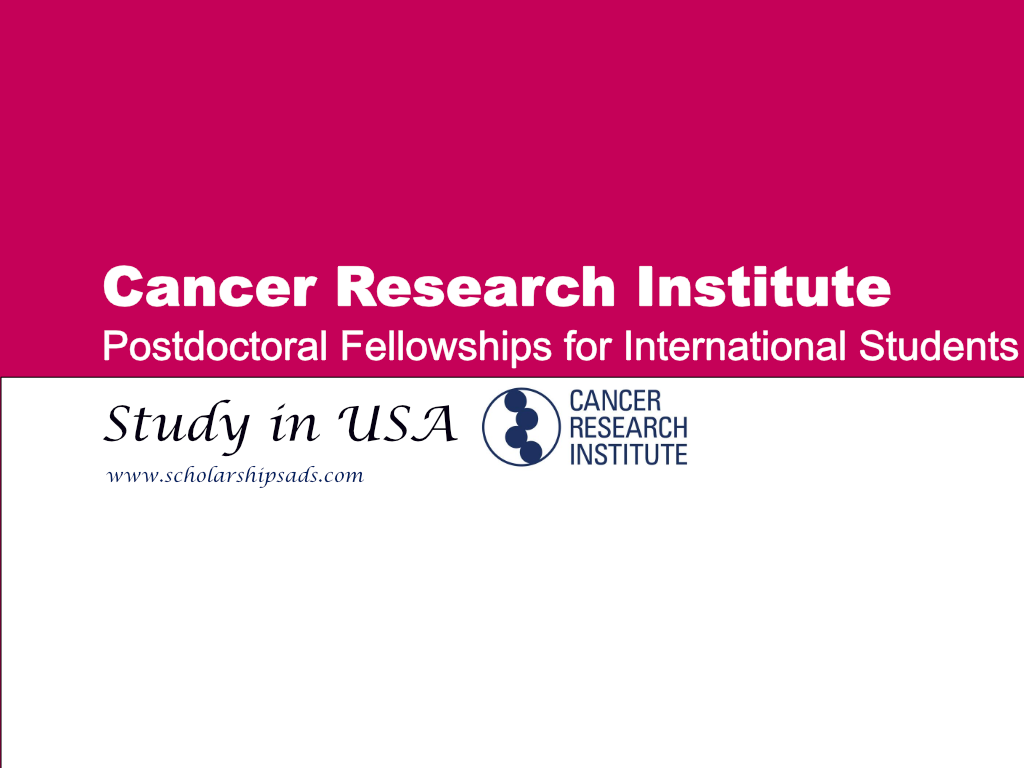 Cancer Research Institute
Postdoctoral Fellowships for International Students
Study in USA
www.scholarshipsads.com
CANCER
RESEARCH
INSTITUTE